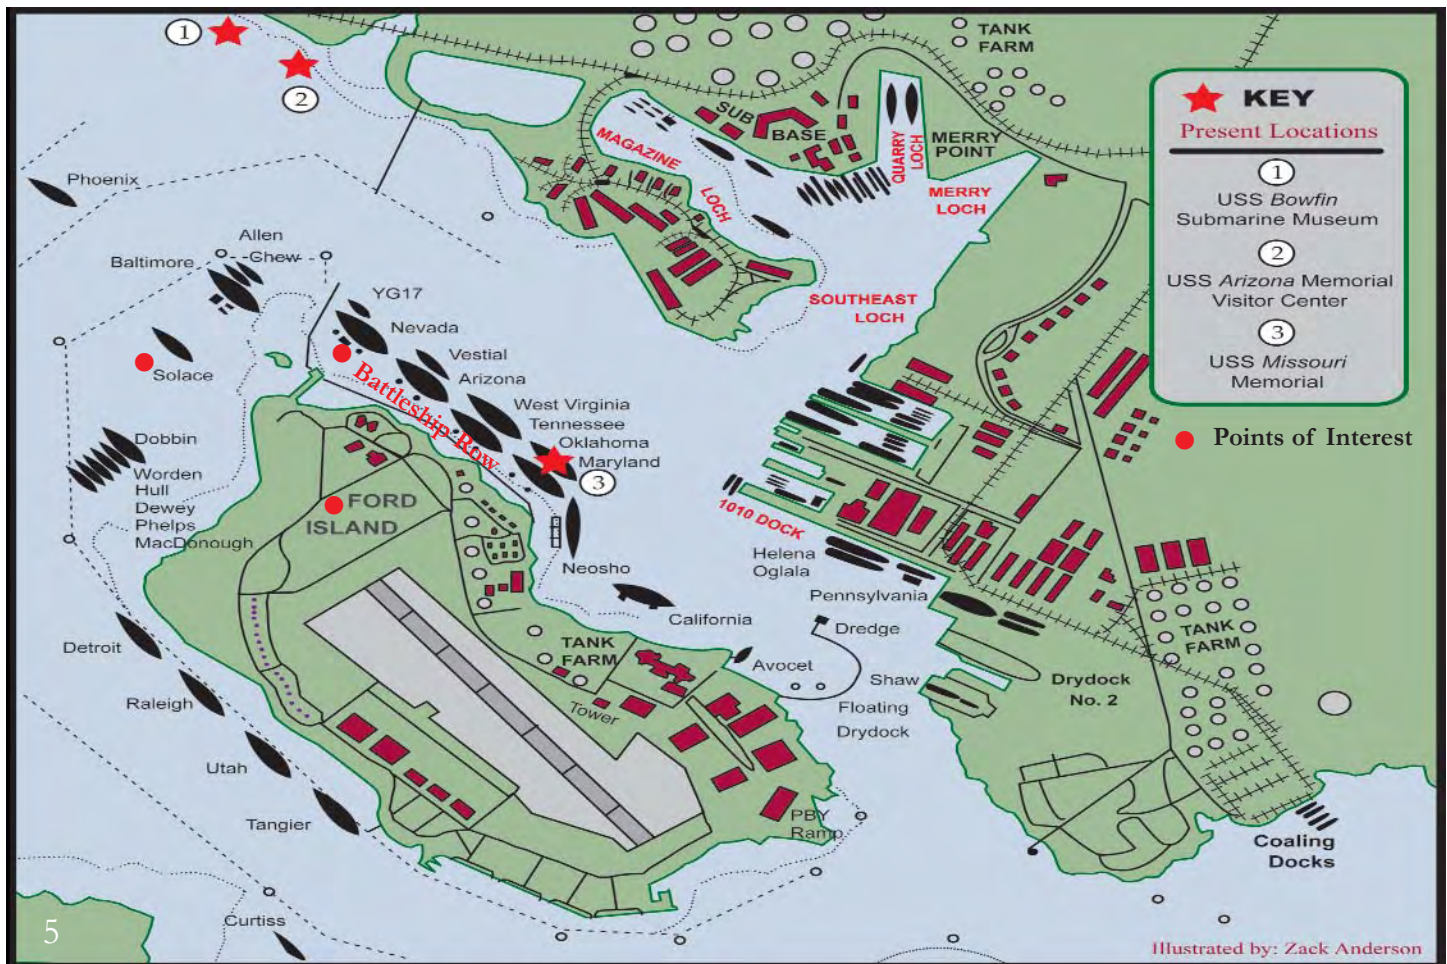 1
2
TANK
FARM
SUB
BASE
MAGAZINE
LOCH
QUARRY
LOCH
MERRY
POINT
MERRY
LOCH
SOUTHEAST
LOCH
KEY
Present Locations
1
USS Bowfin
Submarine Museum
2
USS Arizona Memorial
Visitor Center
3
USS Missouri
Memorial
Points of Interest
Phoenix
Allen
Chew
Baltimore
YG17
Nevada
Vestial
Arizona
Solace
Battleship Row
West Virginia
Tennessee
Oklahoma
Maryland
3
Dobbin
Worden
Hull
Dewey
Phelps
MacDonough
FORD
ISLAND
1010 DOCK
Helena
Oglala
Neosho
Pennsylvania
California
Dredge
Avocet
TANK
FARM
Tower
Shaw
Floating
Drydock
Drydock
No. 2
TANK
FARM
Detroit
Raleigh
Utah
Tangier
PBY
Ramp
Coaling
Docks
Curtiss
5
Illustrated by: Zack Anderson